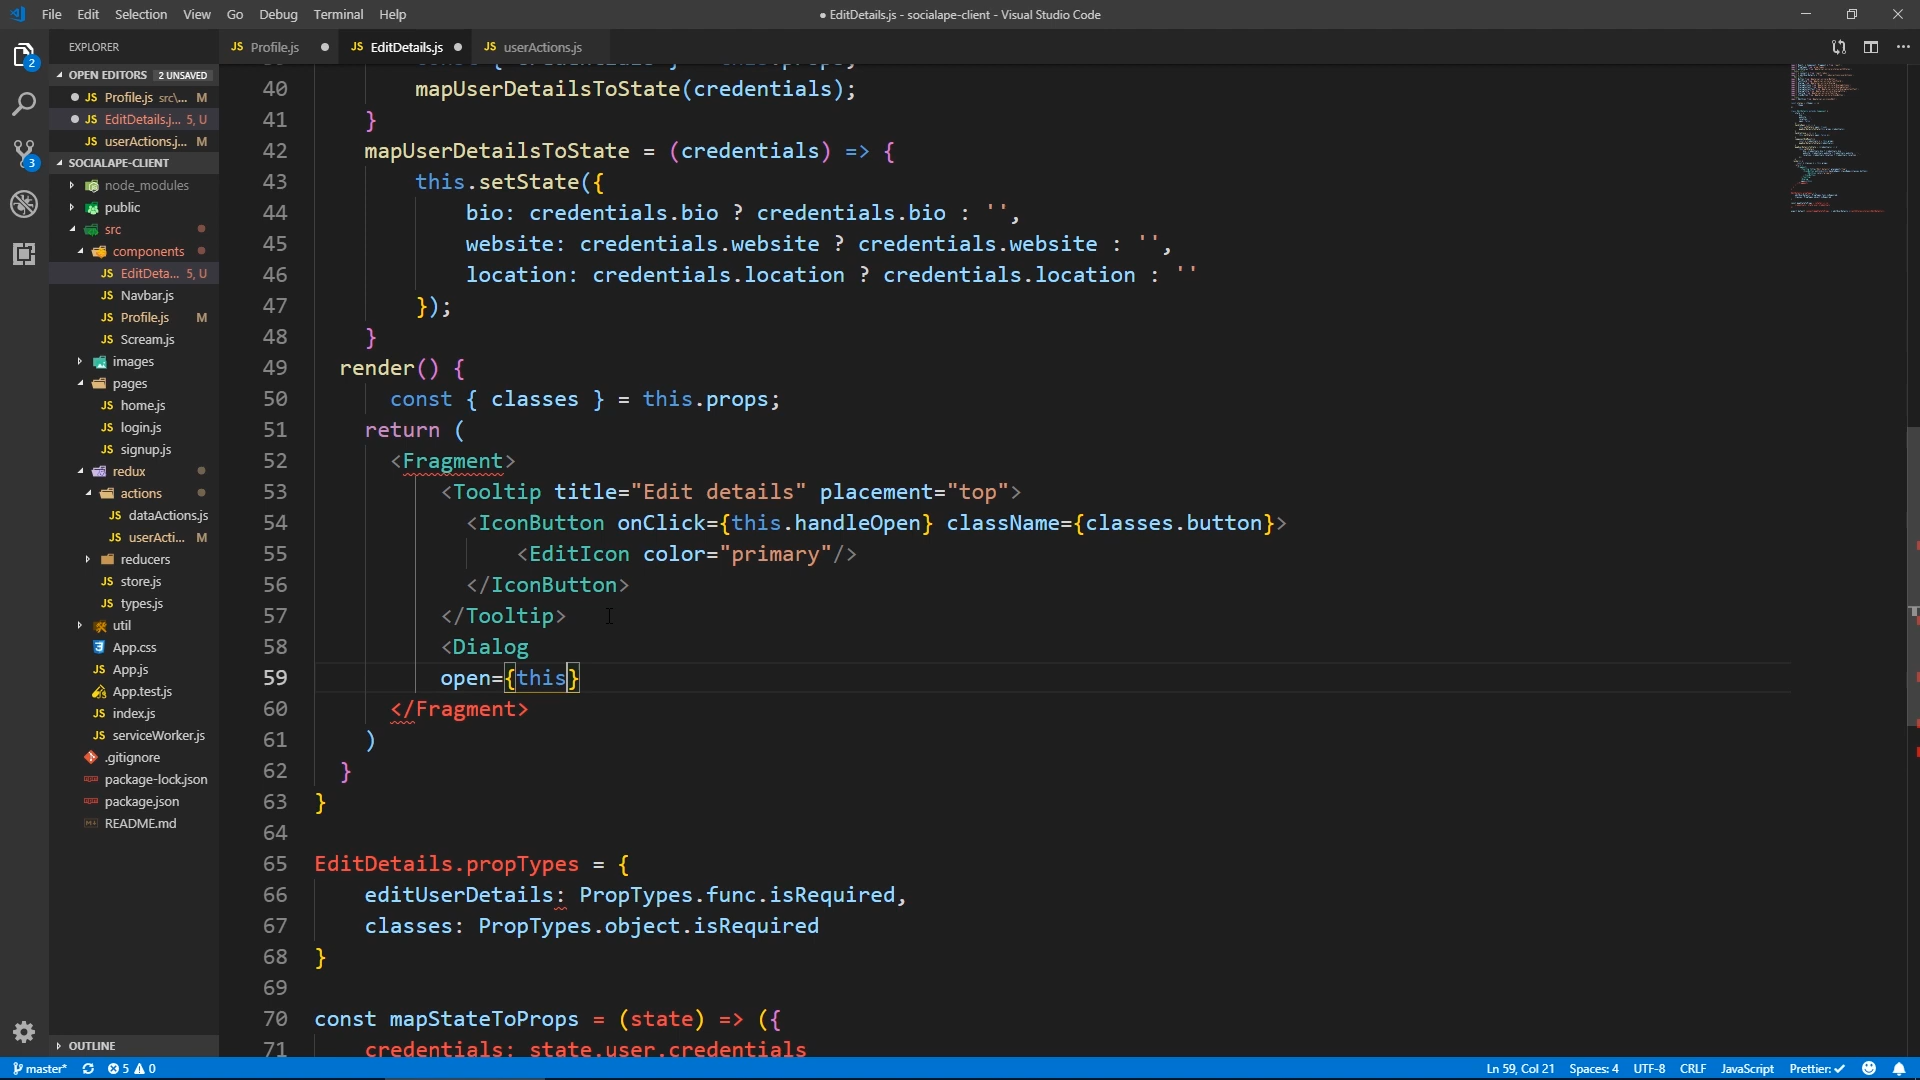 File Edit Selection View Go Debug Terminal Help
● EditDetails.js - socialape-client - Visual Studio Code
EXPLORER
JS Profile.js ●
JS EditDetails.js ●
JS userActions.js
OPEN EDITORS 2 UNSAVED
● JS Profile.js src\... M
● JS EditDetails.j... 5, U
JS userActions.j... M
SOCIALAPE-CLIENT
node_modules
public
src
components
JS EditDeta... 5, U
JS Navbar.js
JS Profile.js M
JS Scream.js
images
pages
JS home.js
JS login.js
JS signup.js
redux
actions
JS dataActions.js
JS userActi... M
reducers
JS store.js
JS types.js
util
App.css
JS App.js
App.test.js
JS index.js
JS serviceWorker.js
.gitignore
package-lock.json
package.json
README.md
OUTLINE
2
3
40 mapUserDetailsToState(credentials);
41 }
42 mapUserDetailsToState = (credentials) => {
43 this.setState({
44 bio: credentials.bio ? credentials.bio : '',
45 website: credentials.website ? credentials.website : '',
46 location: credentials.location ? credentials.location : ''
47 });
48 }
49 render() {
50 const { classes } = this.props;
51 return (
52 <Fragment>
53 <Tooltip title="Edit details" placement="top">
54 <IconButton onClick={this.handleOpen} className={classes.button}>
55 <EditIcon color="primary"/>
56 </IconButton>
57 </Tooltip>
58 <Dialog
59 open={this}
60 </Fragment>
61 )
62 }
63 }
64
65 EditDetails.propTypes = {
66 editUserDetails: PropTypes.func.isRequired,
67 classes: PropTypes.object.isRequired
68 }
69
70 const mapStateToProps = (state) => ({
71 credentials: state.user.credentials
master* 5 0
Ln 59, Col 21 Spaces: 4 UTF-8 CRLF JavaScript Prettier: ✓